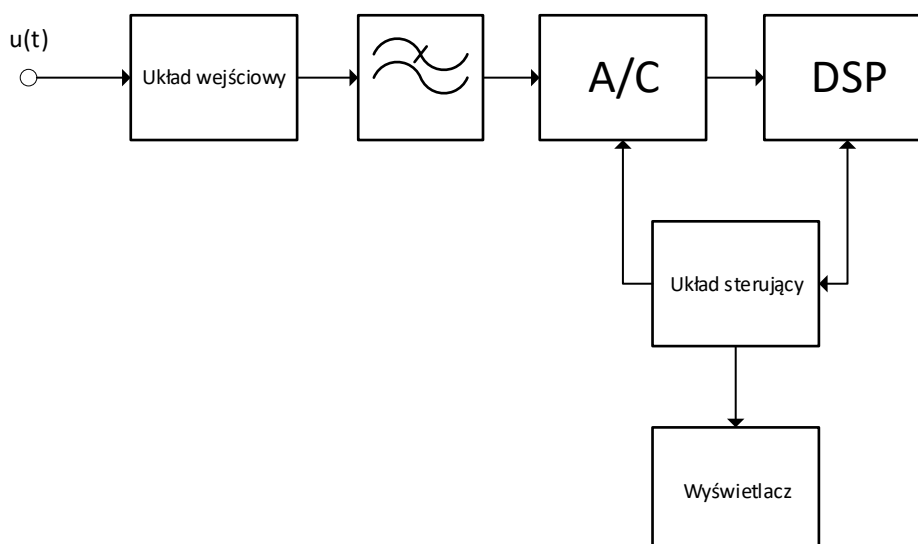 u(t)
Układ wejściowy
A/C
DSP
Układ sterujący
Wyświetlacz